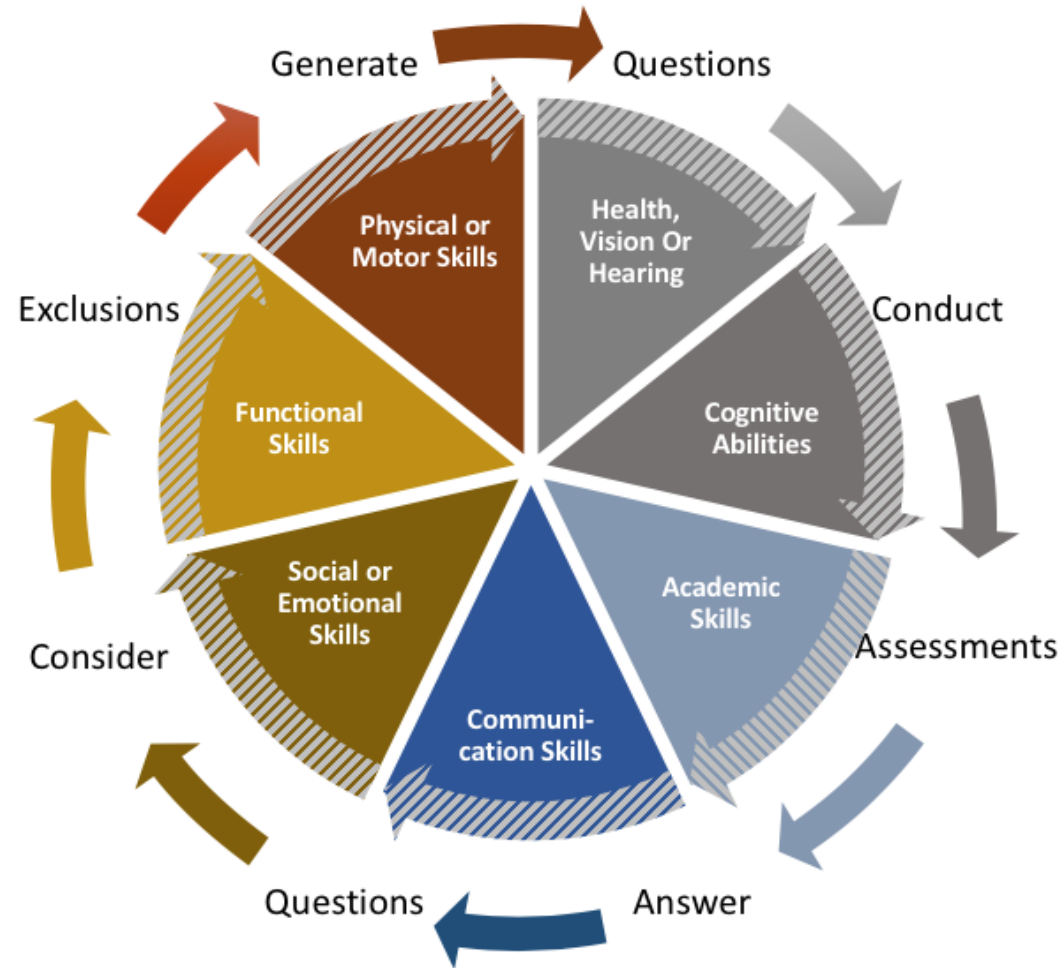 Generate
Questions
Conduct
Assessments
Answer
Questions
Consider
Exclusions
Physical or
Motor Skills
Health,
Vision Or
Hearing
Cognitive
Abilities
Academic
Skills
Communi-
cation Skills
Social or
Emotional
Skills
Functional
Skills